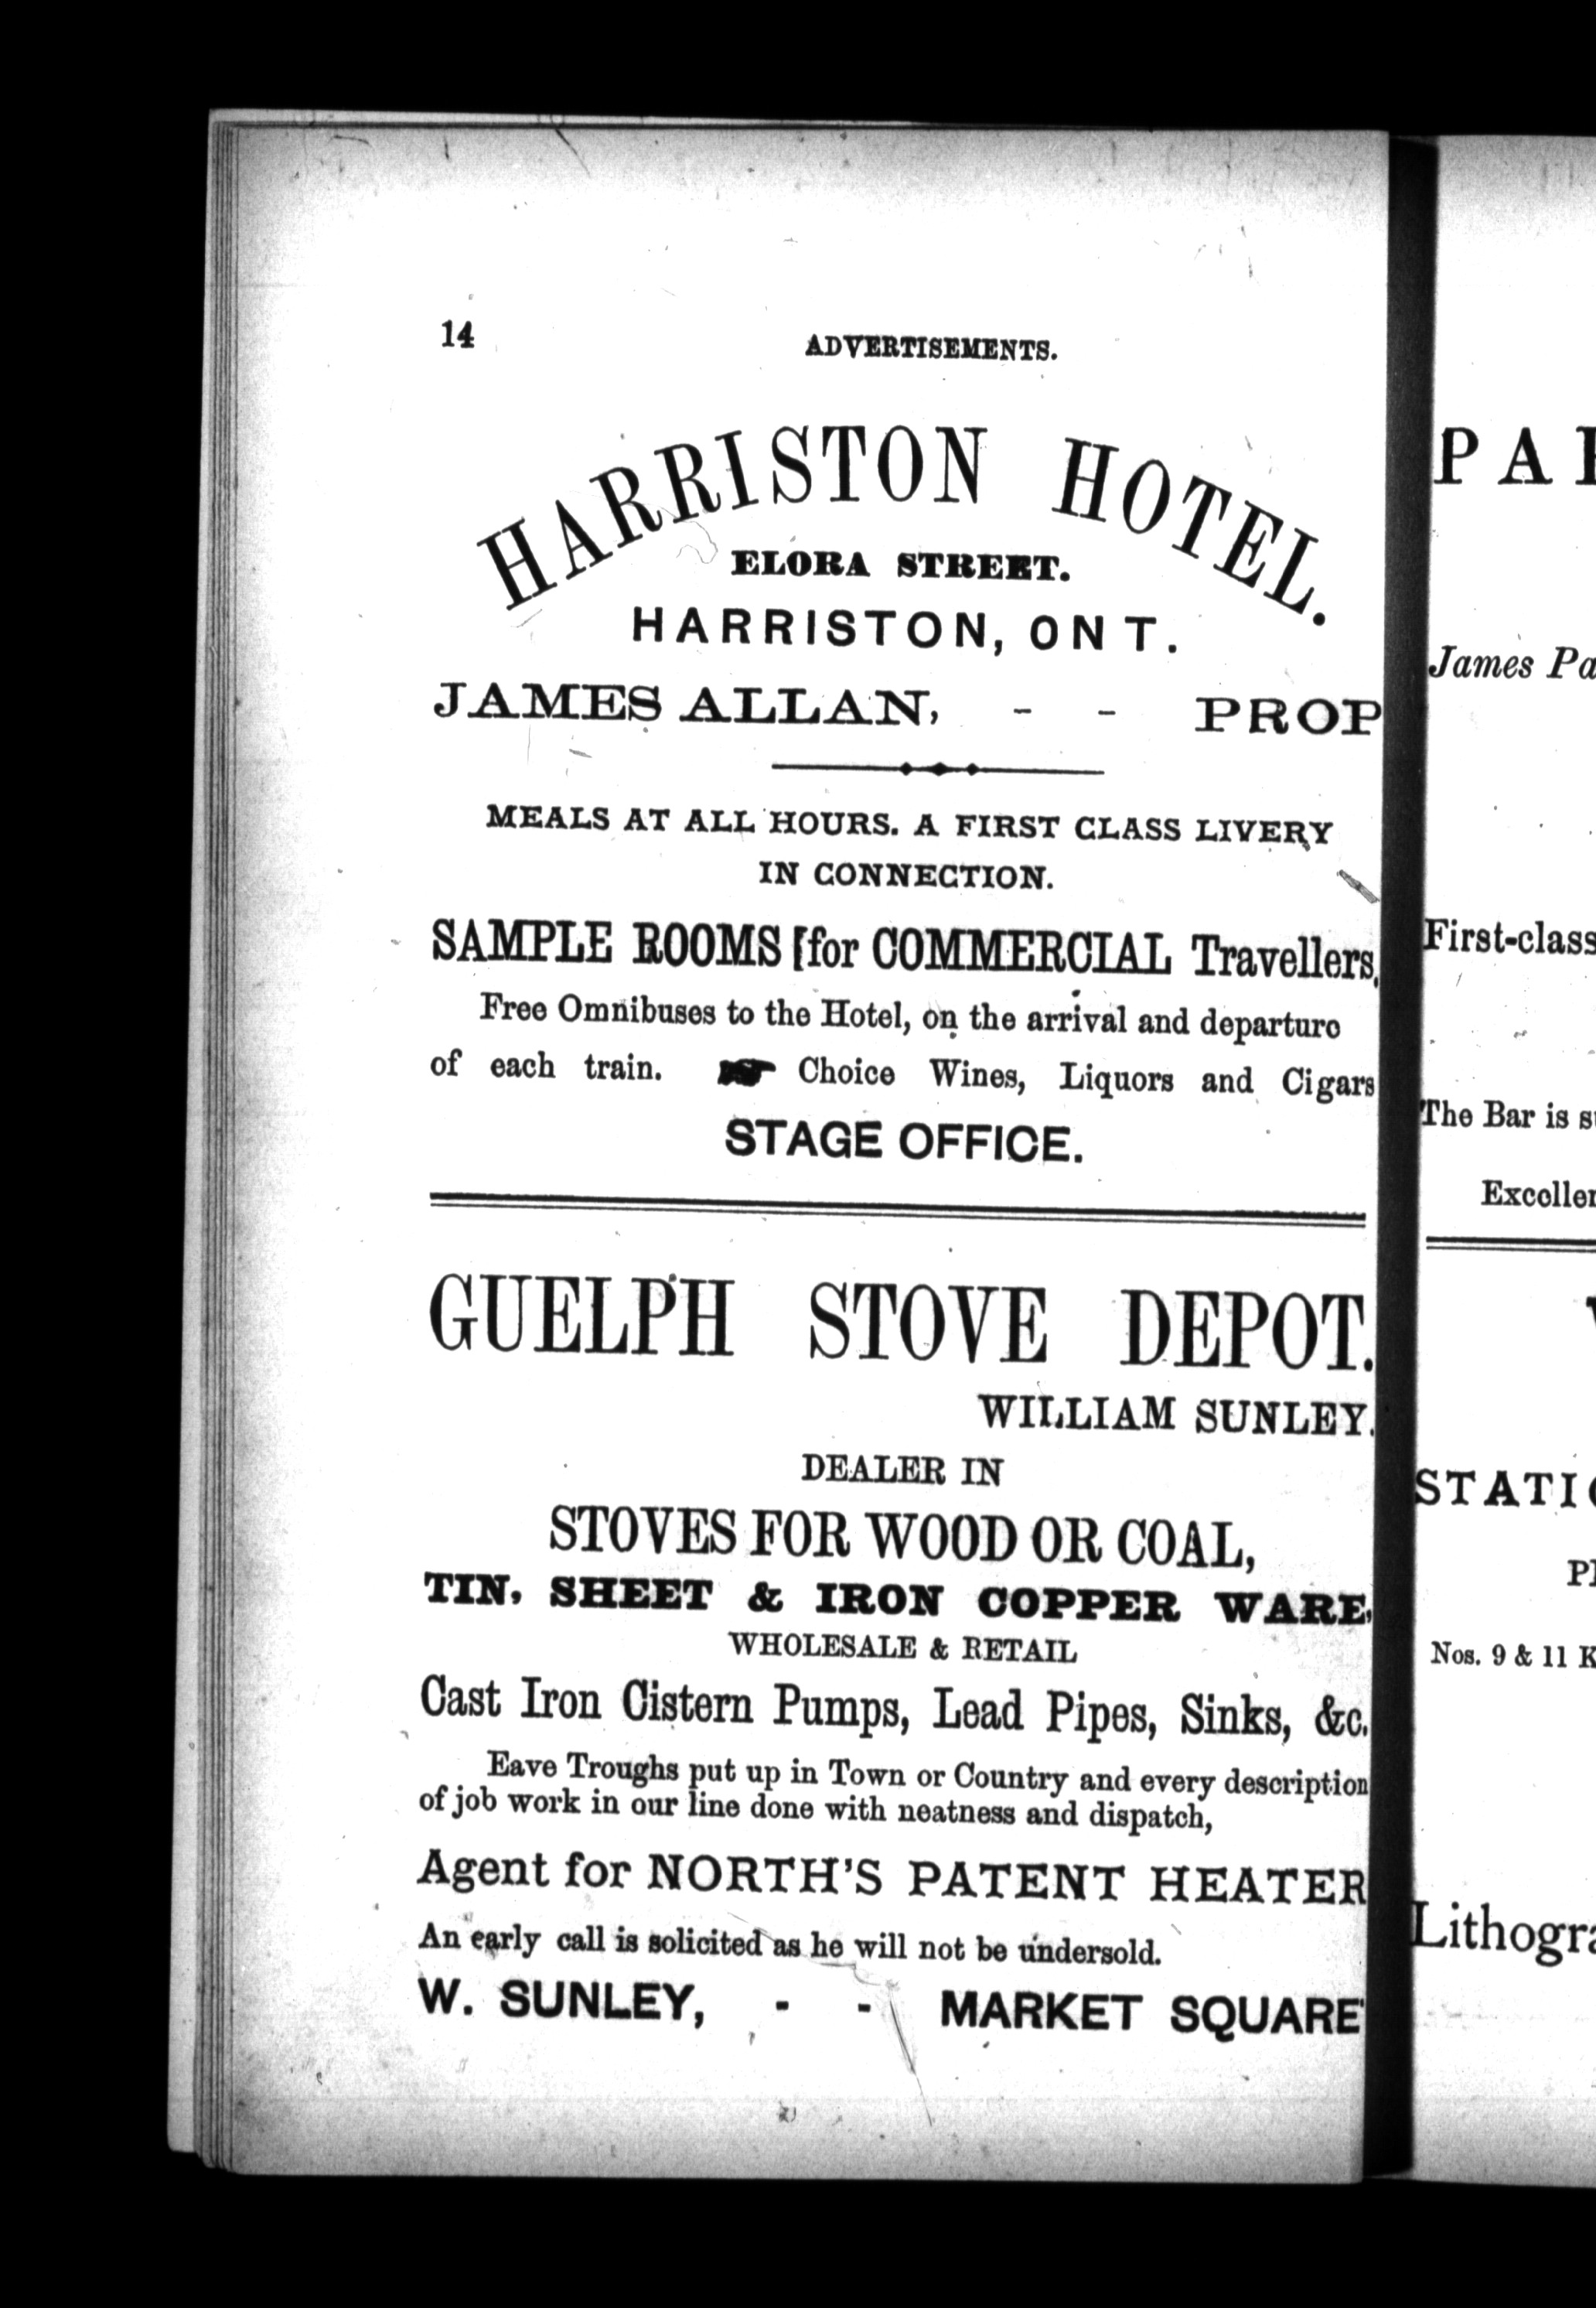 14
ADVERTISEMENTS.
HARRISTON HOTEL.
ELORA STREET.
HARRISTON, ONT.
JAMES ALLAN, - - PROP
MEALS AT ALL HOURS. A FIRST CLASS LIVERY
IN CONNECTION.
SAMPLE ROOMS [for COMMERCIAL Travellers.
Free Omnibuses to the Hotel, on the arrival and departure
of each train. ☛ Choice Wines, Liquors and Cigars
STAGE OFFICE.
GUELPH STOVE DEPOT.
WILLIAM SUNLEY.
DEALER IN
STOVES FOR WOOD OR COAL,
TIN, SHEET & IRON COPPER WARE,
WHOLESALE & RETAIL
Cast Iron Cistern Pumps, Lead Pipes, Sinks, &c.
Eave Troughs put up in Town or Country and every description
of job work in our line done with neatness and dispatch,
Agent for NORTH'S PATENT HEATER
An early call is solicited as he will not be undersold.
W. SUNLEY, - - MARKET SQUARE
James
First-class
The Bar is
Nos. 9 & 11